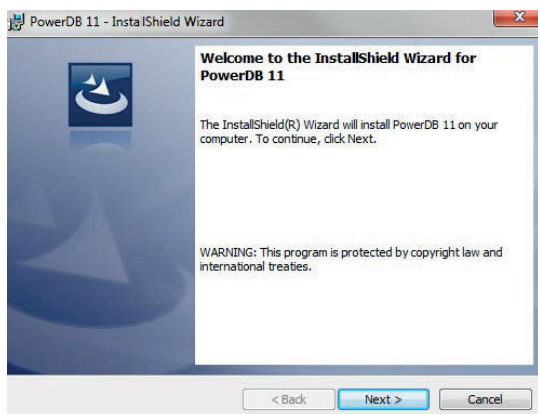 PowerDB 11 - InstallShield Wizard
Welcome to the InstallShield Wizard for
PowerDB 11
The InstallShield(R) Wizard will install PowerDB 11 on your
computer. To continue, click Next.
WARNING: This program is protected by copyright law and
international treaties.
< Back Next > Cancel